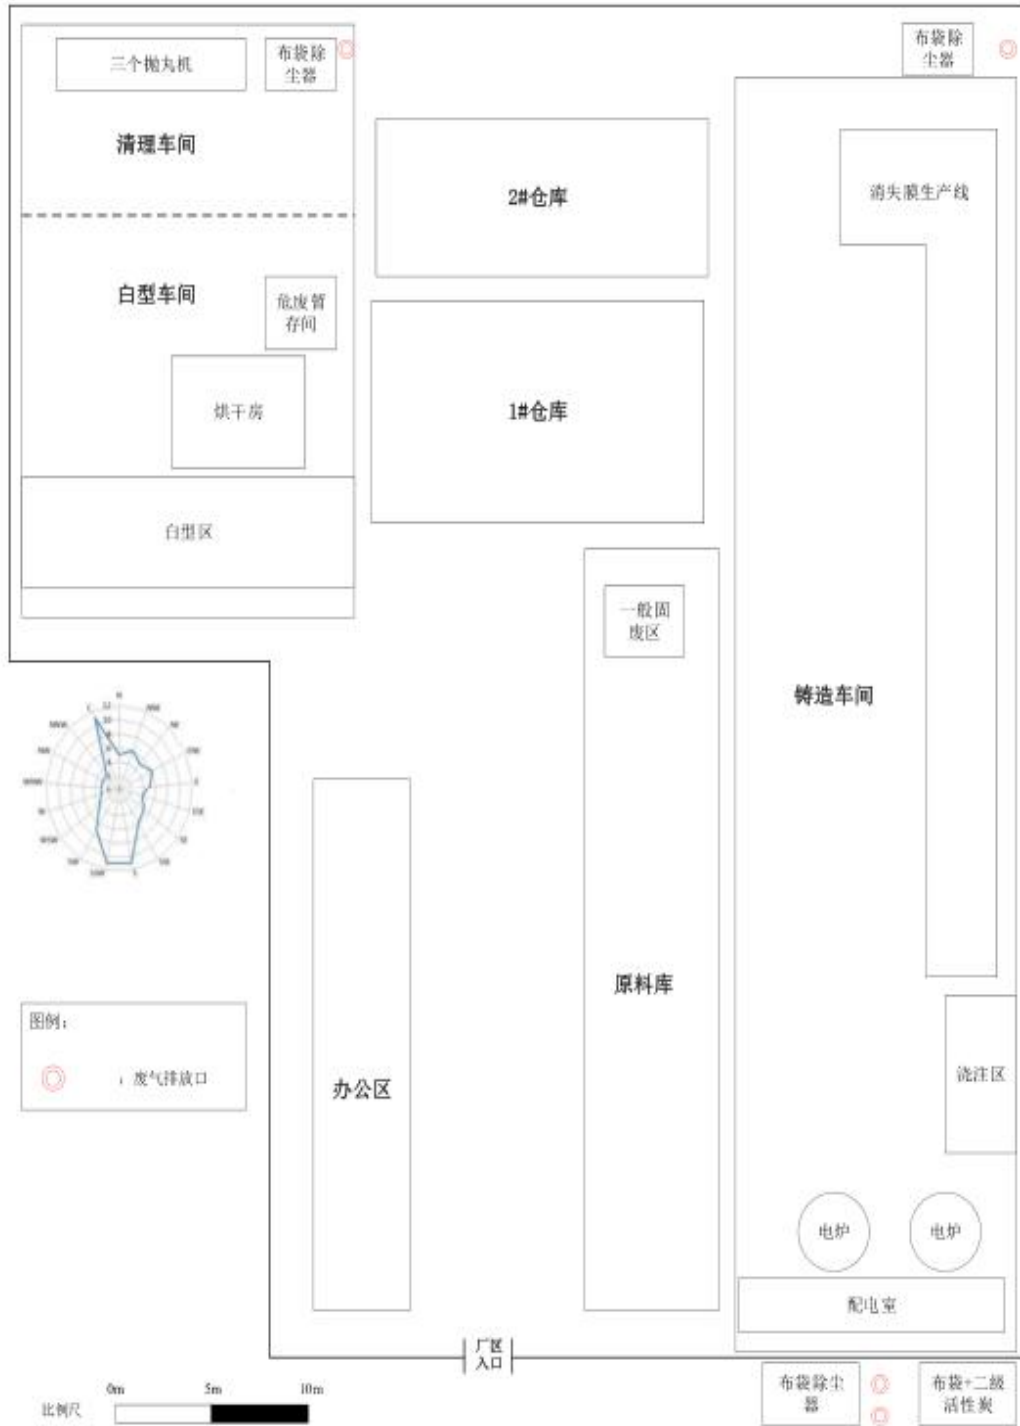 三个抛丸机
布袋除
尘器
布袋除
尘器
清理车间
2#仓库
消失膜生产线
白型车间
危废暂
存间
烘干房
1#仓库
白型区
一般固
废区
铸造车间
N
C
12
10
原料库
图例：
：废气排放口
办公区
浇注区
电炉
电炉
配电室
厂区
入口
布袋除尘
器
布袋+二级
活性炭
0m
5m
10m
比例尺